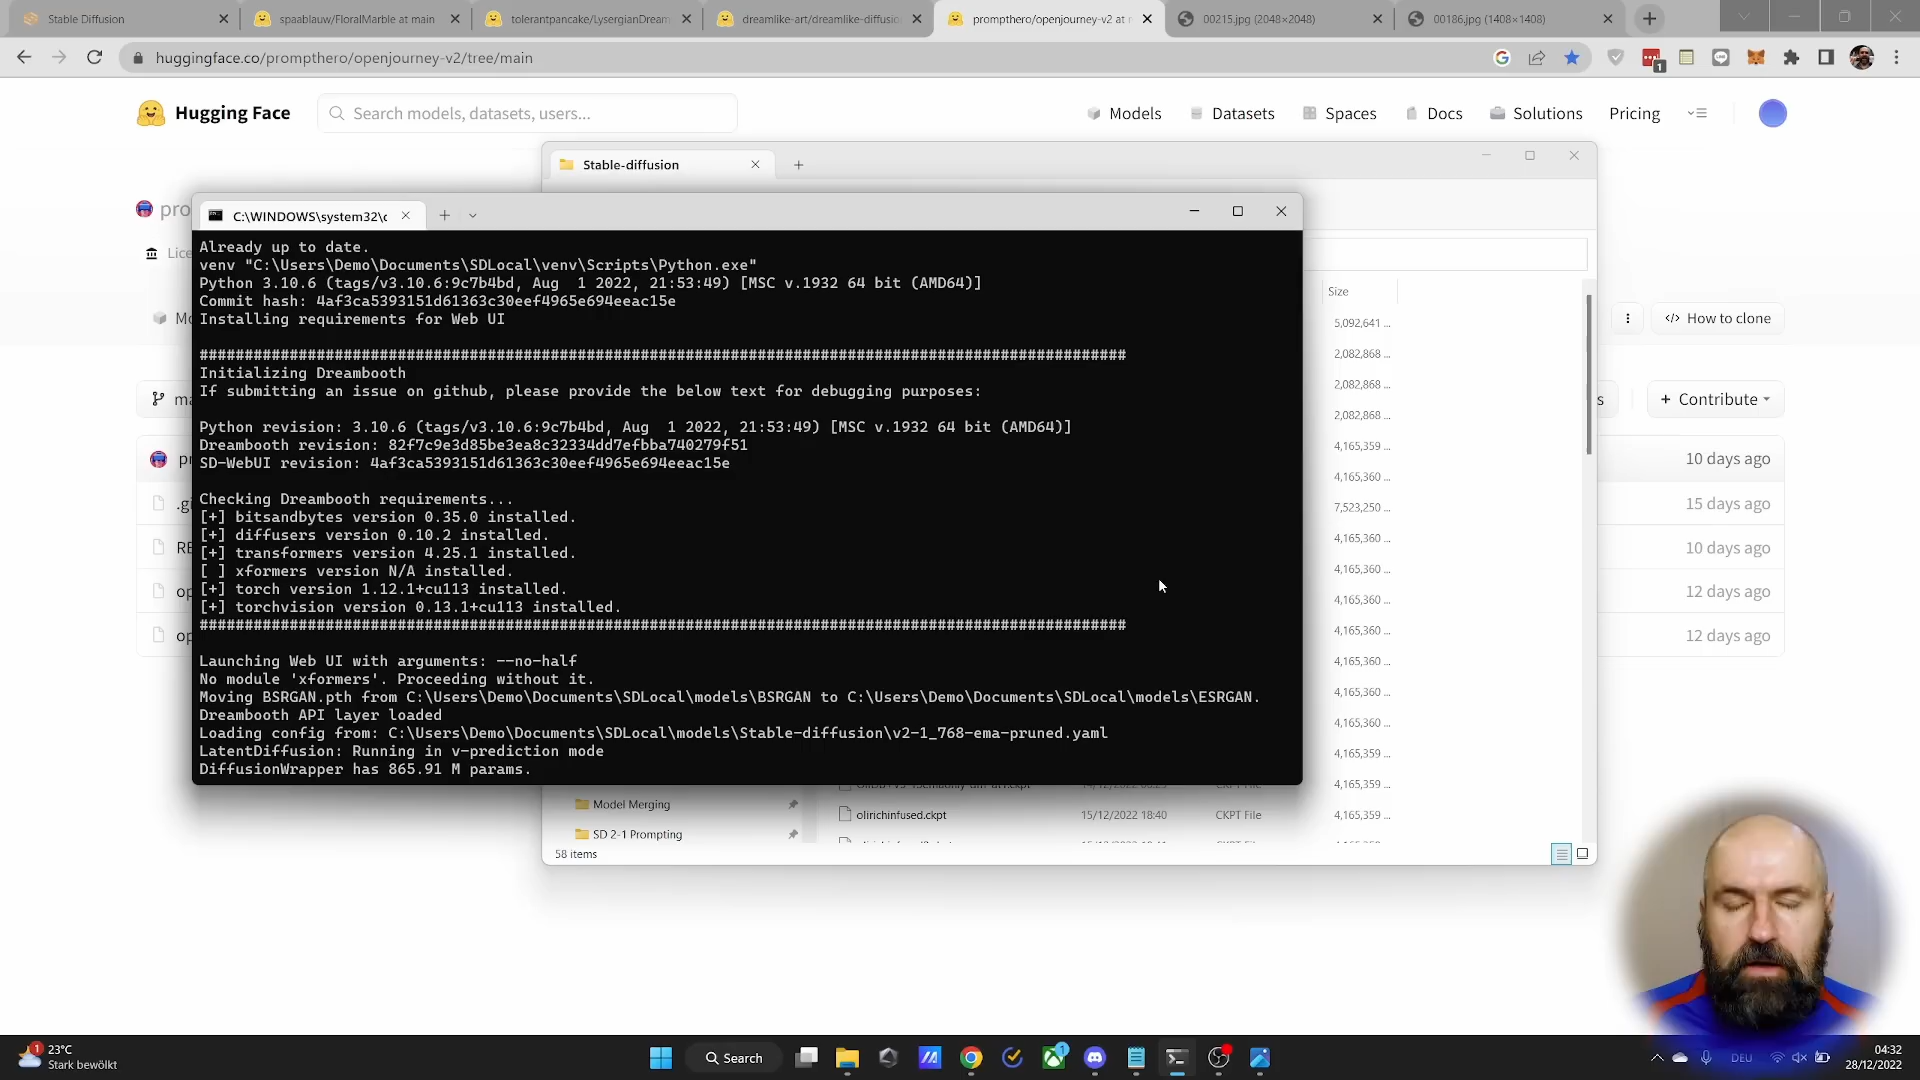 Stable Diffusion
spaablauw/FloralMarble at main
tolerantpancake/LysergianDream
dreamlike-art/dreamlike-diffusio
prompthero/openjourney-v2 at
00215.jpg (2048×2048)
00186.jpg (1408×1408)
huggingface.co/prompthero/openjourney-v2/tree/main
1
Hugging Face
Search models, datasets, users...
Models
Datasets
Spaces
Docs
Solutions
Pricing
Stable-diffusion
C:\WINDOWS\system32\c
Already up to date.
venv "C:\Users\Demo\Documents\SDLocal\venv\Scripts\Python.exe"
Python 3.10.6 (tags/v3.10.6:9c7b4bd, Aug  1 2022, 21:53:49) [MSC v.1932 64 bit (AMD64)]
Commit hash: 4af3ca5393151d61363c30eef4965e694eeac15e
Installing requirements for Web UI
#######################################################################################################
Initializing Dreambooth
If submitting an issue on github, please provide the below text for debugging purposes:
Python revision: 3.10.6 (tags/v3.10.6:9c7b4bd, Aug  1 2022, 21:53:49) [MSC v.1932 64 bit (AMD64)]
Dreambooth revision: 82f7c9e3d85be3ea8c32334dd7efbba740279f51
SD-WebUI revision: 4af3ca5393151d61363c30eef4965e694eeac15e
Checking Dreambooth requirements...
[+] bitsandbytes version 0.35.0 installed.
[+] diffusers version 0.10.2 installed.
[+] transformers version 4.25.1 installed.
[ ] xformers version N/A installed.
[+] torch version 1.12.1+cu113 installed.
[+] torchvision version 0.13.1+cu113 installed.
#######################################################################################################
Launching Web UI with arguments: --no-half
No module 'xformers'. Proceeding without it.
Moving BSRGAN.pth from C:\Users\Demo\Documents\SDLocal\models\BSRGAN to C:\Users\Demo\Documents\SDLocal\models\ESRGAN.
Dreambooth API layer loaded
Loading config from: C:\Users\Demo\Documents\SDLocal\models\Stable-diffusion\v2-1_768-ema-pruned.yaml
LatentDiffusion: Running in v-prediction mode
DiffusionWrapper has 865.91 M params.
pro
Lice
Mo
ma
pr
.gi
RE
op
op
Size
5,092,641 ...
2,082,868 ...
2,082,868 ...
2,082,868 ...
4,165,359 ...
4,165,360 ...
7,523,250 ...
4,165,360 ...
4,165,360 ...
4,165,360 ...
4,165,360 ...
4,165,360 ...
4,165,360 ...
4,165,360 ...
4,165,359 ...
4,165,359 ...
4,165,359 ...
How to clone
s
+ Contribute
10 days ago
15 days ago
10 days ago
12 days ago
12 days ago
Model Merging
SD 2-1 Prompting
olirichinfused.ckpt
15/12/2022 18:40
CKPT File
58 items
1
23°C
Stark bewölkt
Search
1
DEU
04:32
28/12/2022